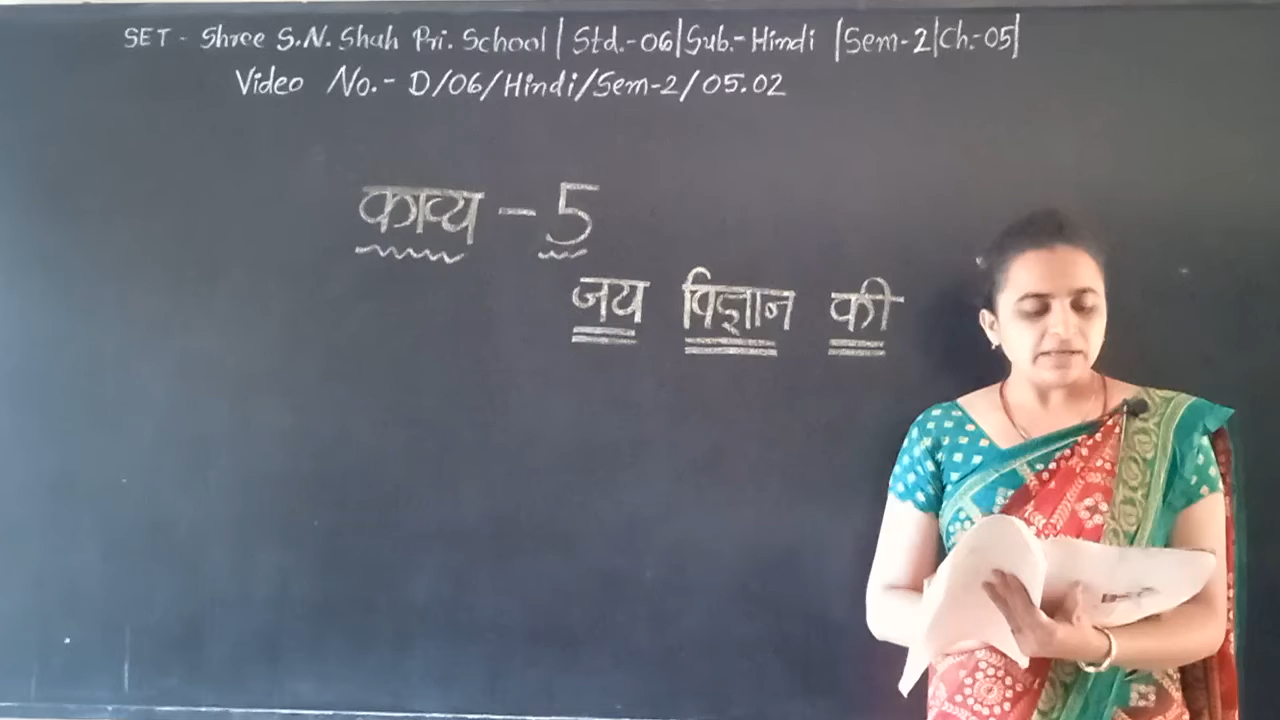 SET - Shree S.N. Shah Pri. School | Std.-06 | Sub.-Hindi | Sem-2 | Ch.-05 |
Video No.- D/06/Hindi/Sem-2/05.02
काव्य - 5
जय विज्ञान की